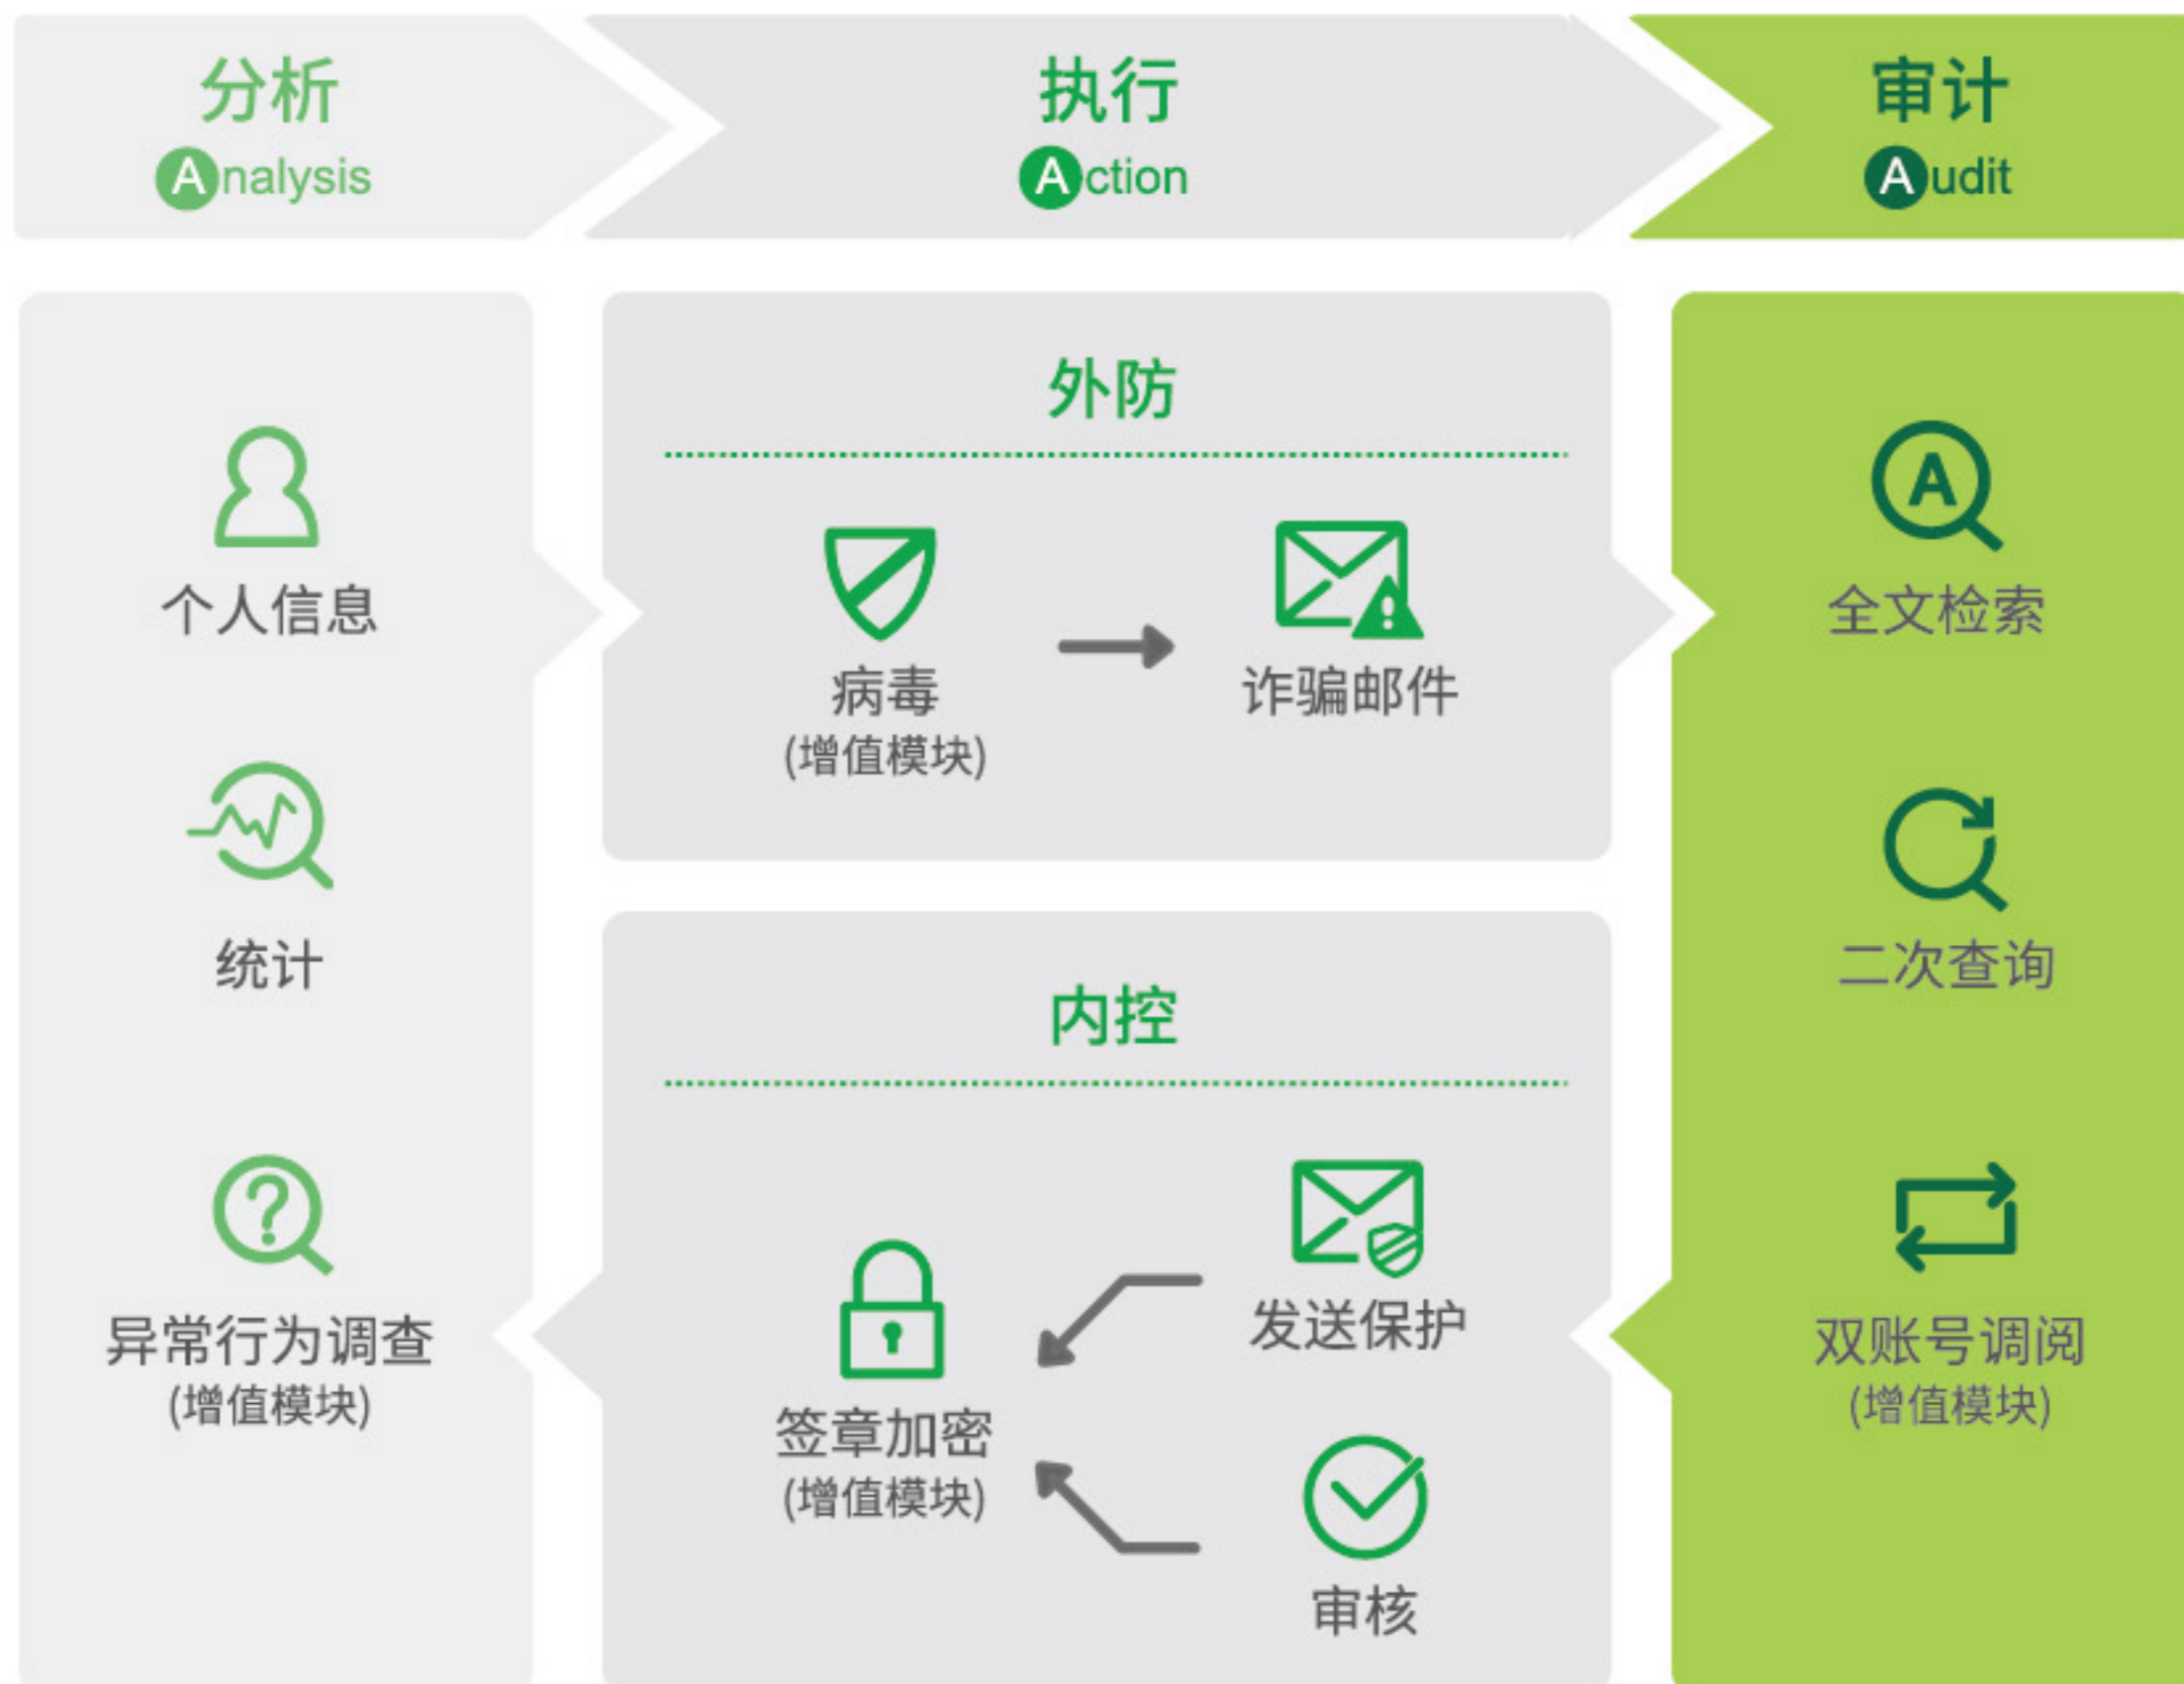 分析
Analysis
执行
Action
审计
Audit
个人信息
统计
异常行为调查
(增值模块)
外防
病毒
(增值模块)
诈骗邮件
内控
发送保护
签章加密
(增值模块)
审核
A
全文检索
二次查询
双账号调阅
(增值模块)